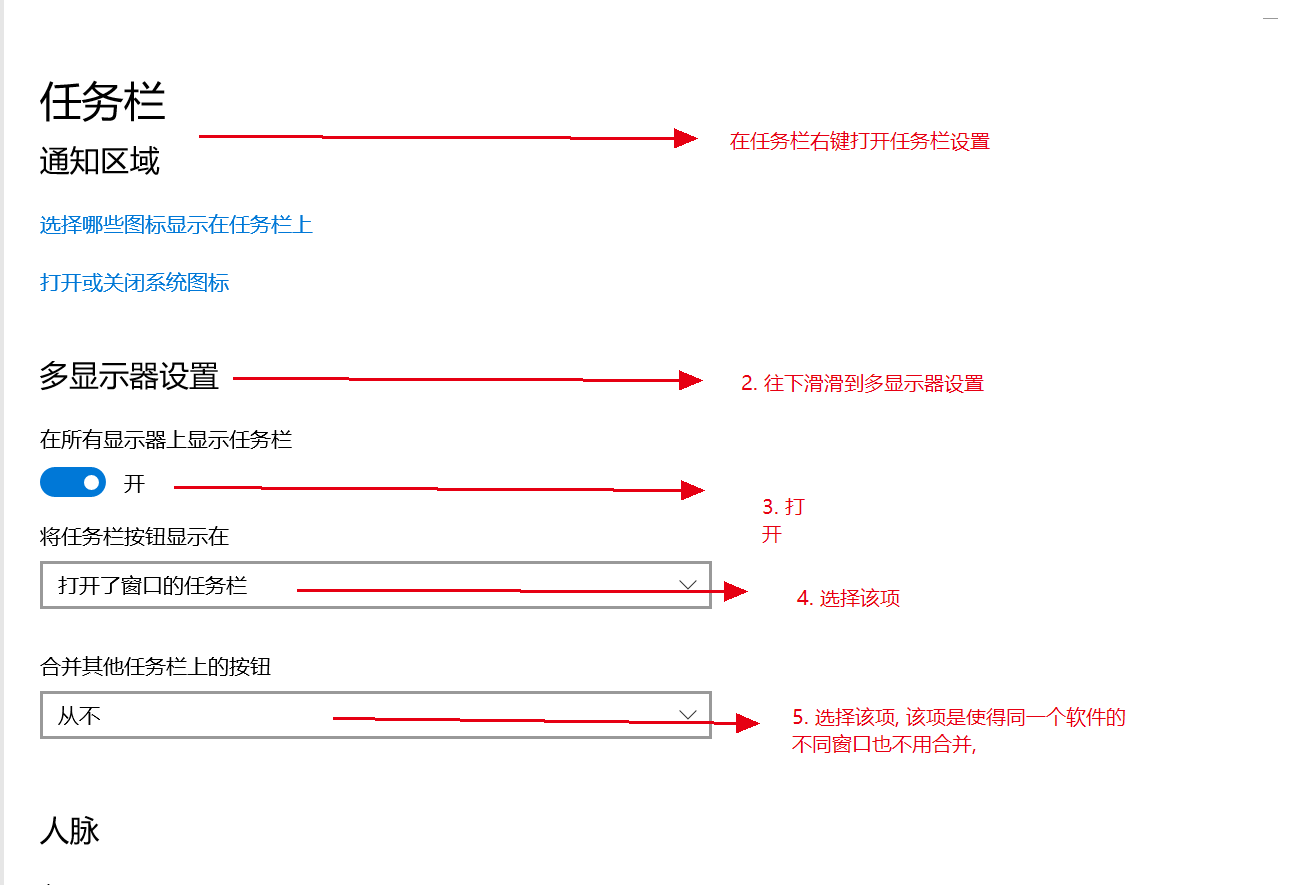 任务栏
在任务栏右键打开任务栏设置
通知区域
选择哪些图标显示在任务栏上
打开或关闭系统图标
多显示器设置
2. 往下滑滑到多显示器设置
在所有显示器上显示任务栏
开
3. 打
开
将任务栏按钮显示在
打开了窗口的任务栏
4. 选择该项
合并其他任务栏上的按钮
从不
5. 选择该项, 该项是使得同一个软件的
不同窗口也不用合并,
人脉